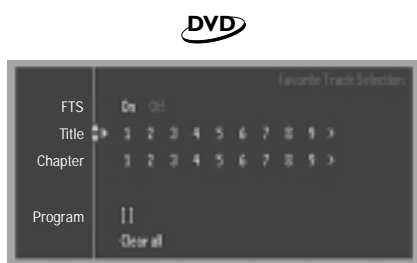 DVD
Favorite Track Selection
FTS On Off
Title 1 2 3 4 5 6 7 8 9 >
Chapter 1 2 3 4 5 6 7 8 9 >
Program [ ]
Clear all